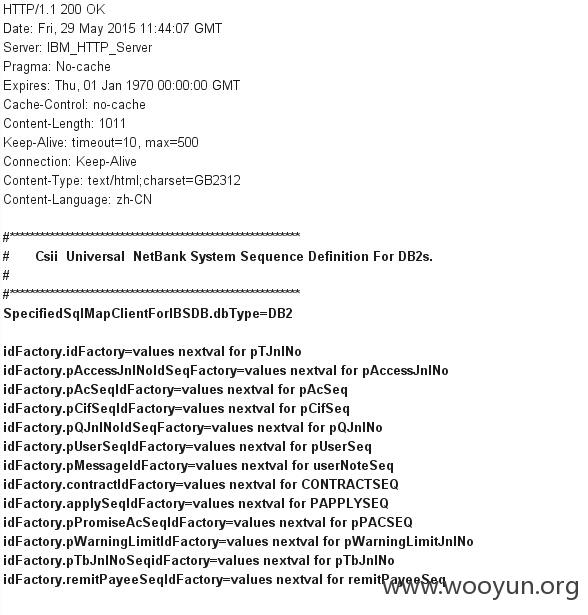 HTTP/1.1 200 OK
Date: Fri, 29 May 2015 11:44:07 GMT
Server: IBM_HTTP_Server
Pragma: No-cache
Expires: Thu, 01 Jan 1970 00:00:00 GMT
Cache-Control: no-cache
Content-Length: 1011
Keep-Alive: timeout=10, max=500
Connection: Keep-Alive
Content-Type: text/html;charset=GB2312
Content-Language: zh-CN
#**********************************************************
# Csii Universal NetBank System Sequence Definition For DB2s.
#
#**********************************************************
SpecifiedSqlMapClientForIBSDB.dbType=DB2
idFactory.idFactory=values nextval for pTJnlNo
idFactory.pAccessJnlNoIdSeqFactory=values nextval for pAccessJnlNo
idFactory.pAcSeqIdFactory=values nextval for pAcSeq
idFactory.pCifSeqIdFactory=values nextval for pCifSeq
idFactory.pQJnlNoIdSeqFactory=values nextval for pQJnlNo
idFactory.pUserSeqIdFactory=values nextval for pUserSeq
idFactory.pMessageIdFactory=values nextval for userNoteSeq
idFactory.contractIdFactory=values nextval for CONTRACTSEQ
idFactory.applySeqIdFactory=values nextval for PAPPLYSEQ
idFactory.pPromiseAcSeqIdFactory=values nextval for pPACSEQ
idFactory.pWarningLimitIdFactory=values nextval for pWarningLimitJnlNo
idFactory.pTbJnlNoSeqidFactory=values nextval for pTbJnlNo
idFactory.remitPayeeSeqIdFactory=values nextval for remitPayeeSeq
www.wooyun.org